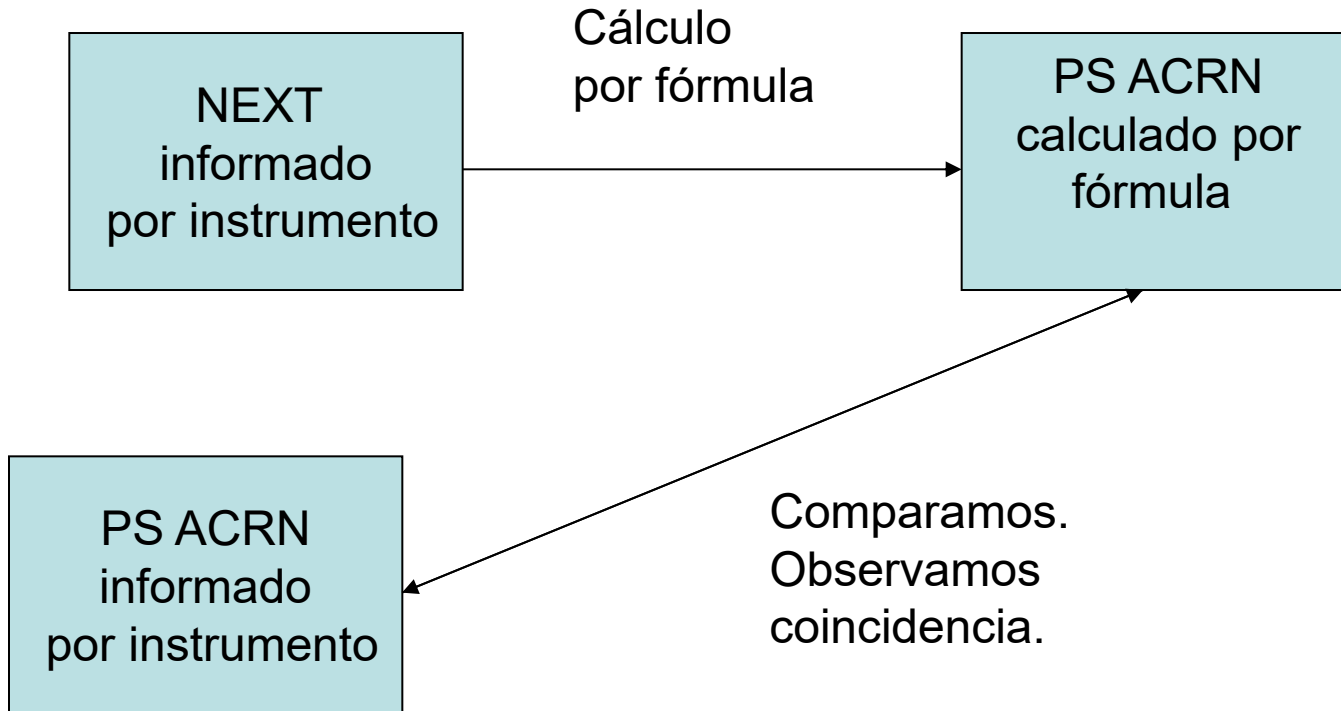 NEXT
informado
por instrumento
Cálculo
por fórmula
PS ACRN
calculado por
fórmula
PS ACRN
informado
por instrumento
Comparamos.
Observamos
coincidencia.